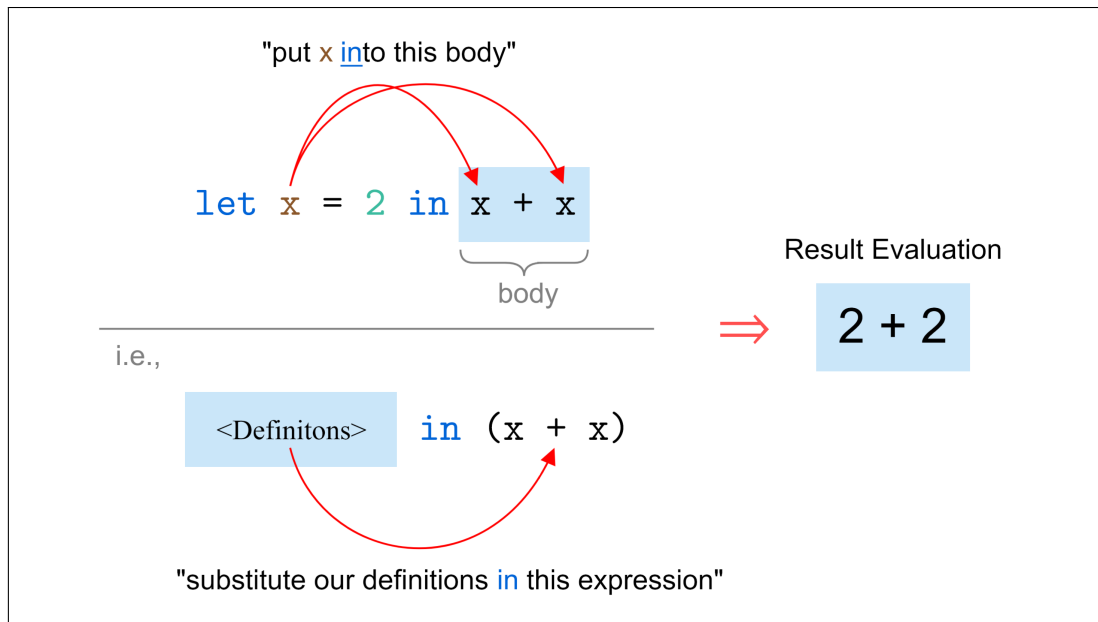 "put x into this body"
let x = 2 in x + x
body
i.e.,
<Definitons> in (x + x)
"substitute our definitions in this expression"
⇒
Result Evaluation
2 + 2